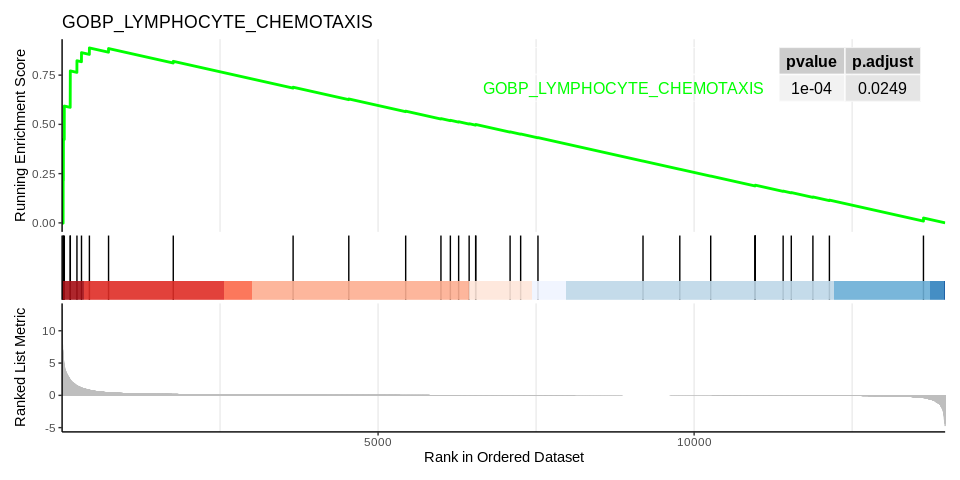 GOBP_LYMPHOCYTE_CHEMOTAXIS
Running Enrichment Score
0.75
0.50
0.25
0.00
pvalue p.adjust
GOBP_LYMPHOCYTE_CHEMOTAXIS 1e-04 0.0249
Ranked List Metric
10
5
0
-5
5000 10000
Rank in Ordered Dataset